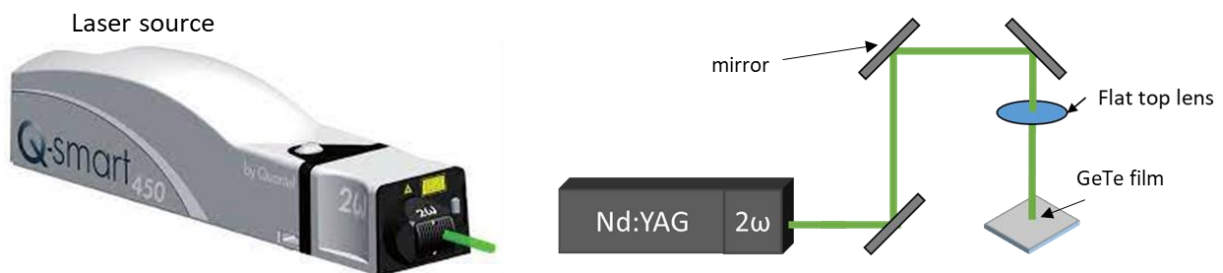 Laser source
Q-smart 450
by Quantel
2ω
2ω
mirror
Flat top lens
GeTe film
Nd:YAG
2ω